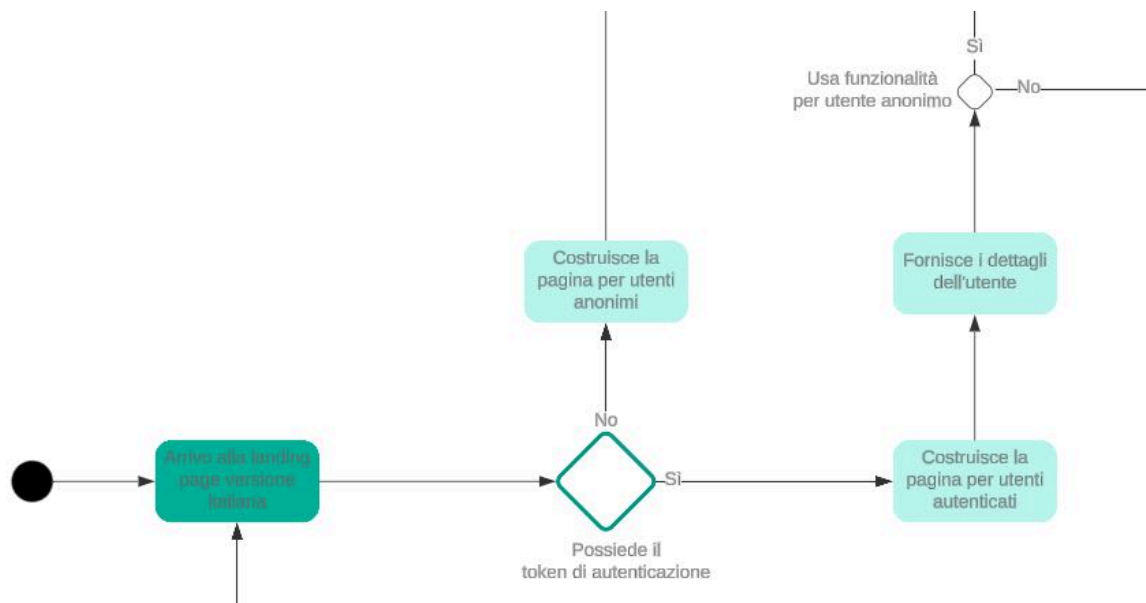 Sì
Usa funzionalità
per utente anonimo
No
Costruisce la
pagina per utenti
anonimi
Fornisce i dettagli
dell'utente
No
Arrivo alla landing
page versione
italiana
Sì
Costruisce la
pagina per utenti
autenticati
Possiede il
token di autenticazione